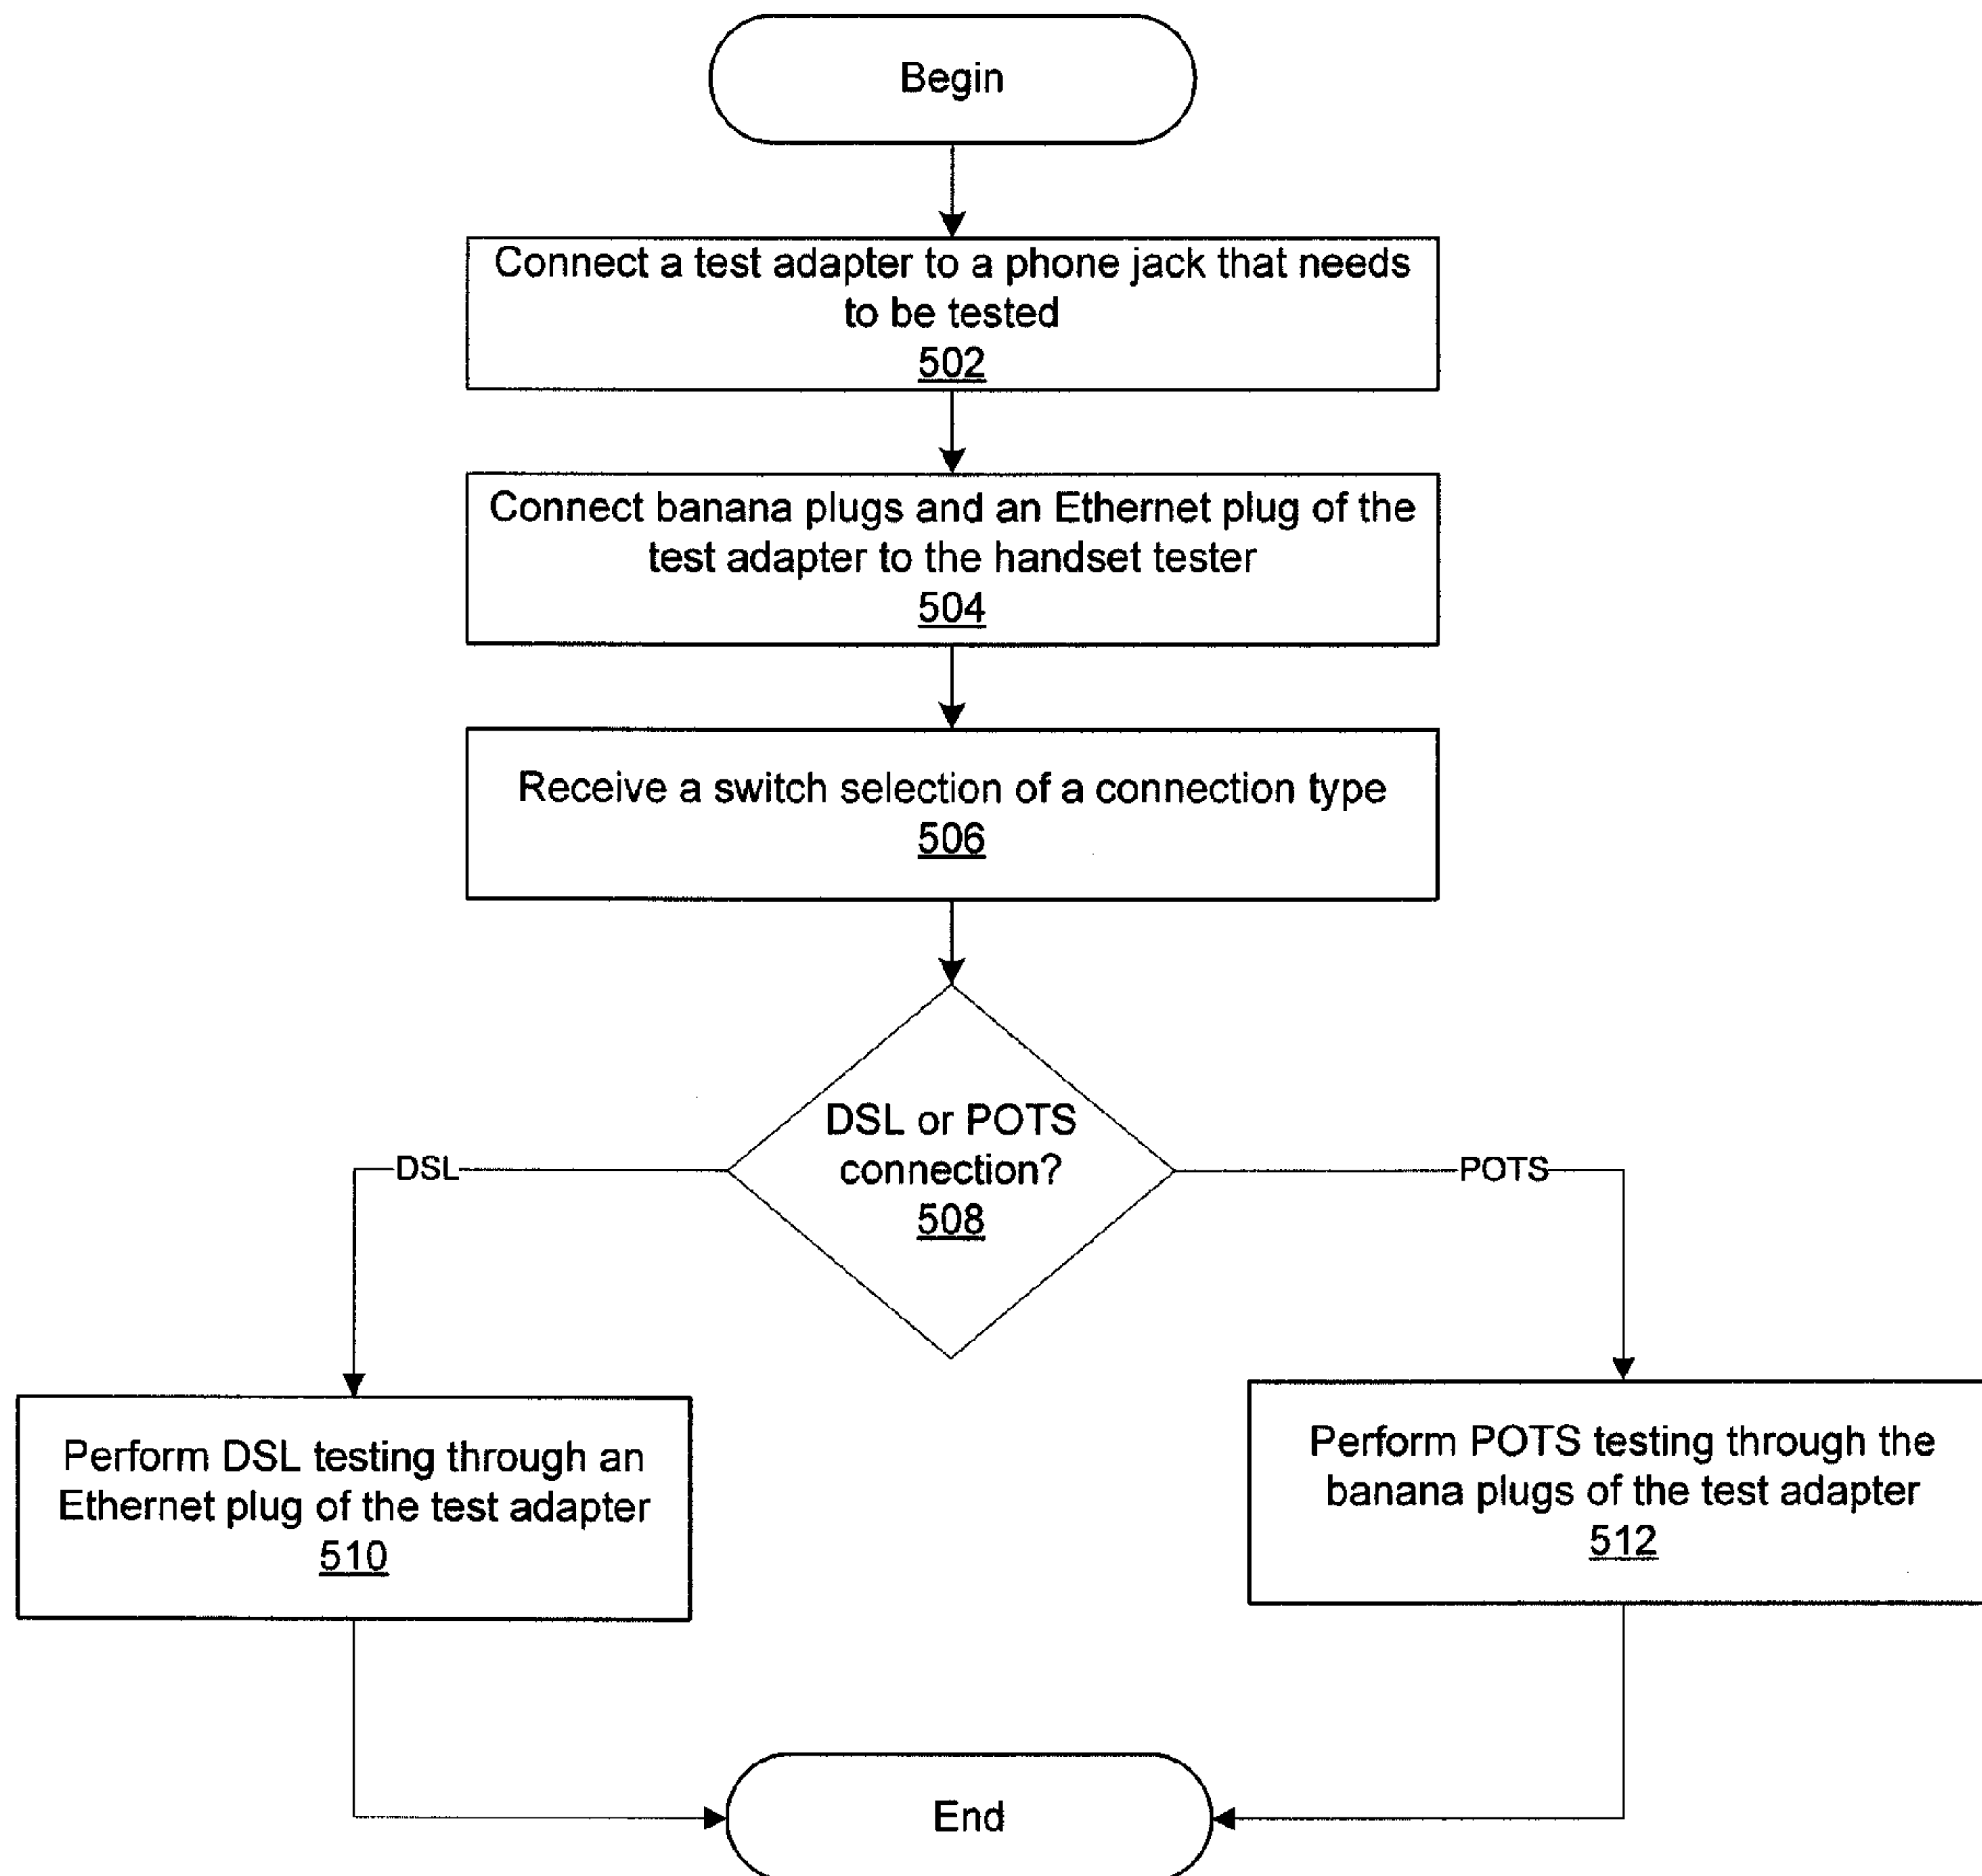 Begin
Connect a test adapter to a phone jack that needs
to be tested
502
Connect banana plugs and an Ethernet plug of the
test adapter to the handset tester
504
Receive a switch selection of a connection type
506
DSL or POTS
connection?
508
DSL
POTS
Perform DSL testing through an
Ethernet plug of the test adapter
510
Perform POTS testing through the
banana plugs of the test adapter
512
End